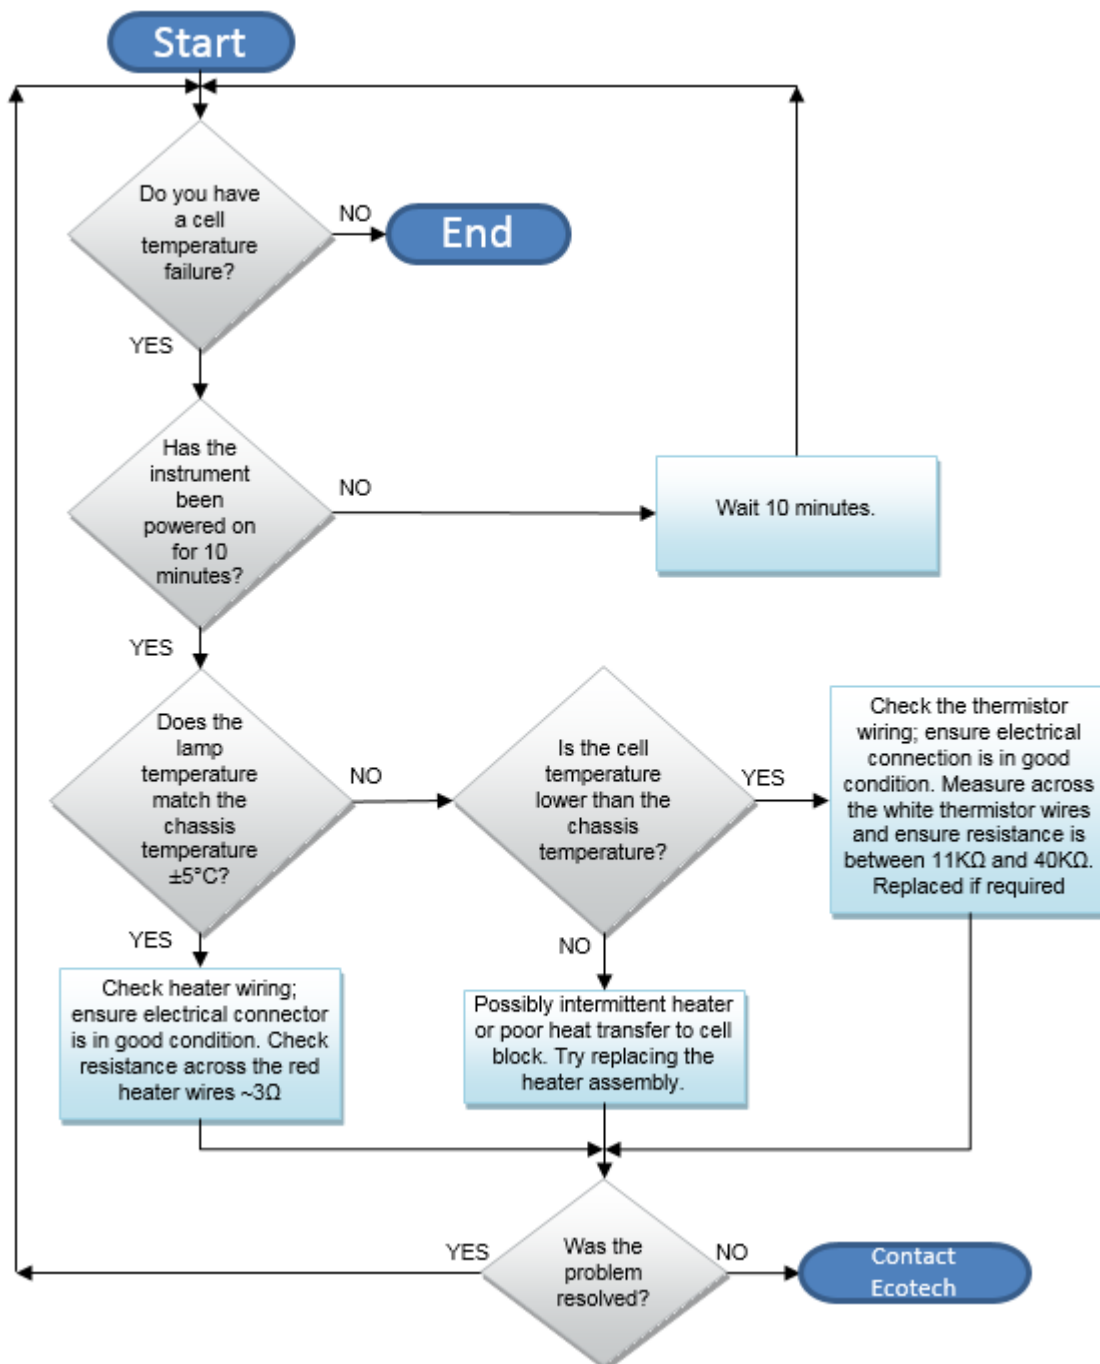 Start
Do you have
a cell
temperature
failure?
NO
End
YES
Has the
instrument
been
powered on
for 10
minutes?
NO
Wait 10 minutes.
YES
Does the
lamp
temperature
match the
chassis
temperature
±5°C?
NO
Is the cell
temperature
lower than the
chassis
temperature?
YES
Check the thermistor
wiring; ensure electrical
connection is in good
condition. Measure across
the white thermistor wires
and ensure resistance is
between 11KΩ and 40KΩ.
Replaced if required
YES
Check heater wiring;
ensure electrical connector
is in good condition. Check
resistance across the red
heater wires ~3Ω
NO
Possibly intermittent heater
or poor heat transfer to cell
block. Try replacing the
heater assembly.
Was the
problem
resolved?
YES
NO
Contact
Ecotech